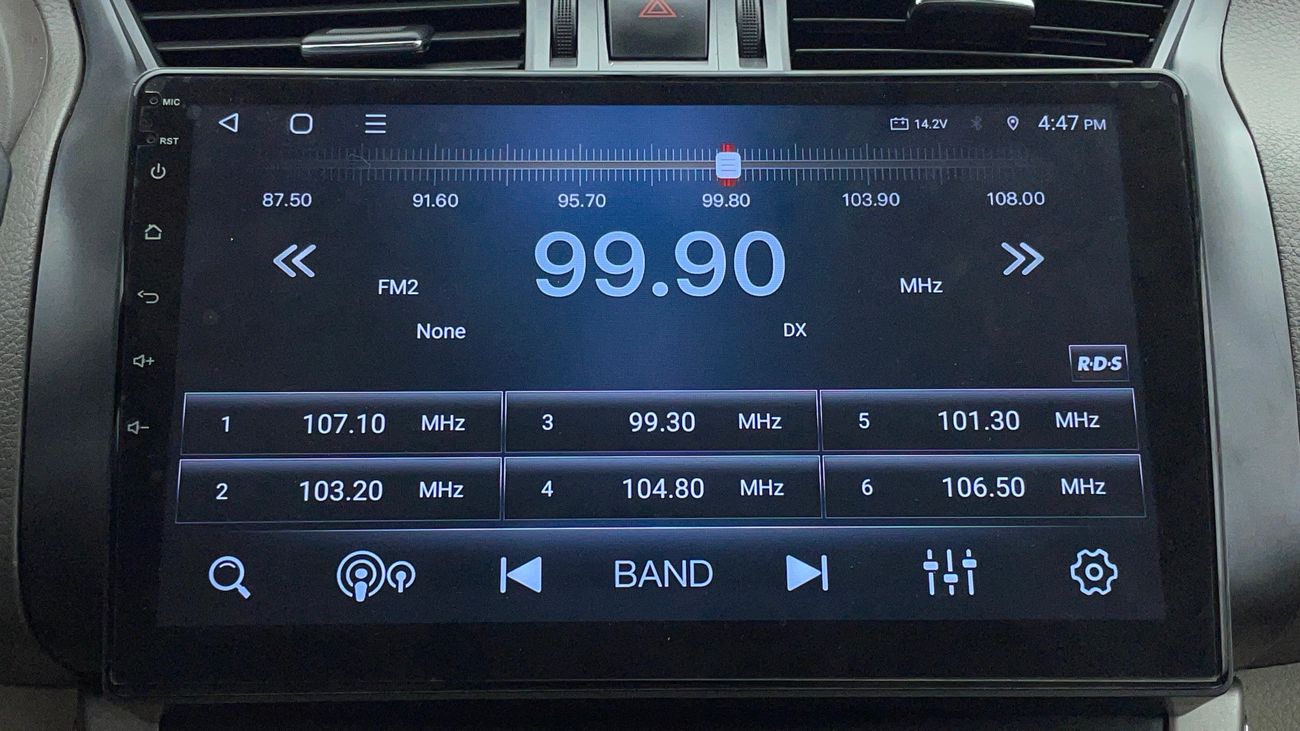 MIC
14.2V 4:47 PM
RST
87.50 91.60 95.70 99.80 103.90 108.00
99.90
FM2 MHz
None DX
R·D·S
1 107.10 MHz 3 99.30 MHz 5 101.30 MHz
2 103.20 MHz 4 104.80 MHz 6 106.50 MHz
BAND